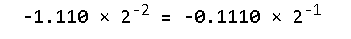 -1.110 × 2⁻² = -0.1110 × 2⁻¹